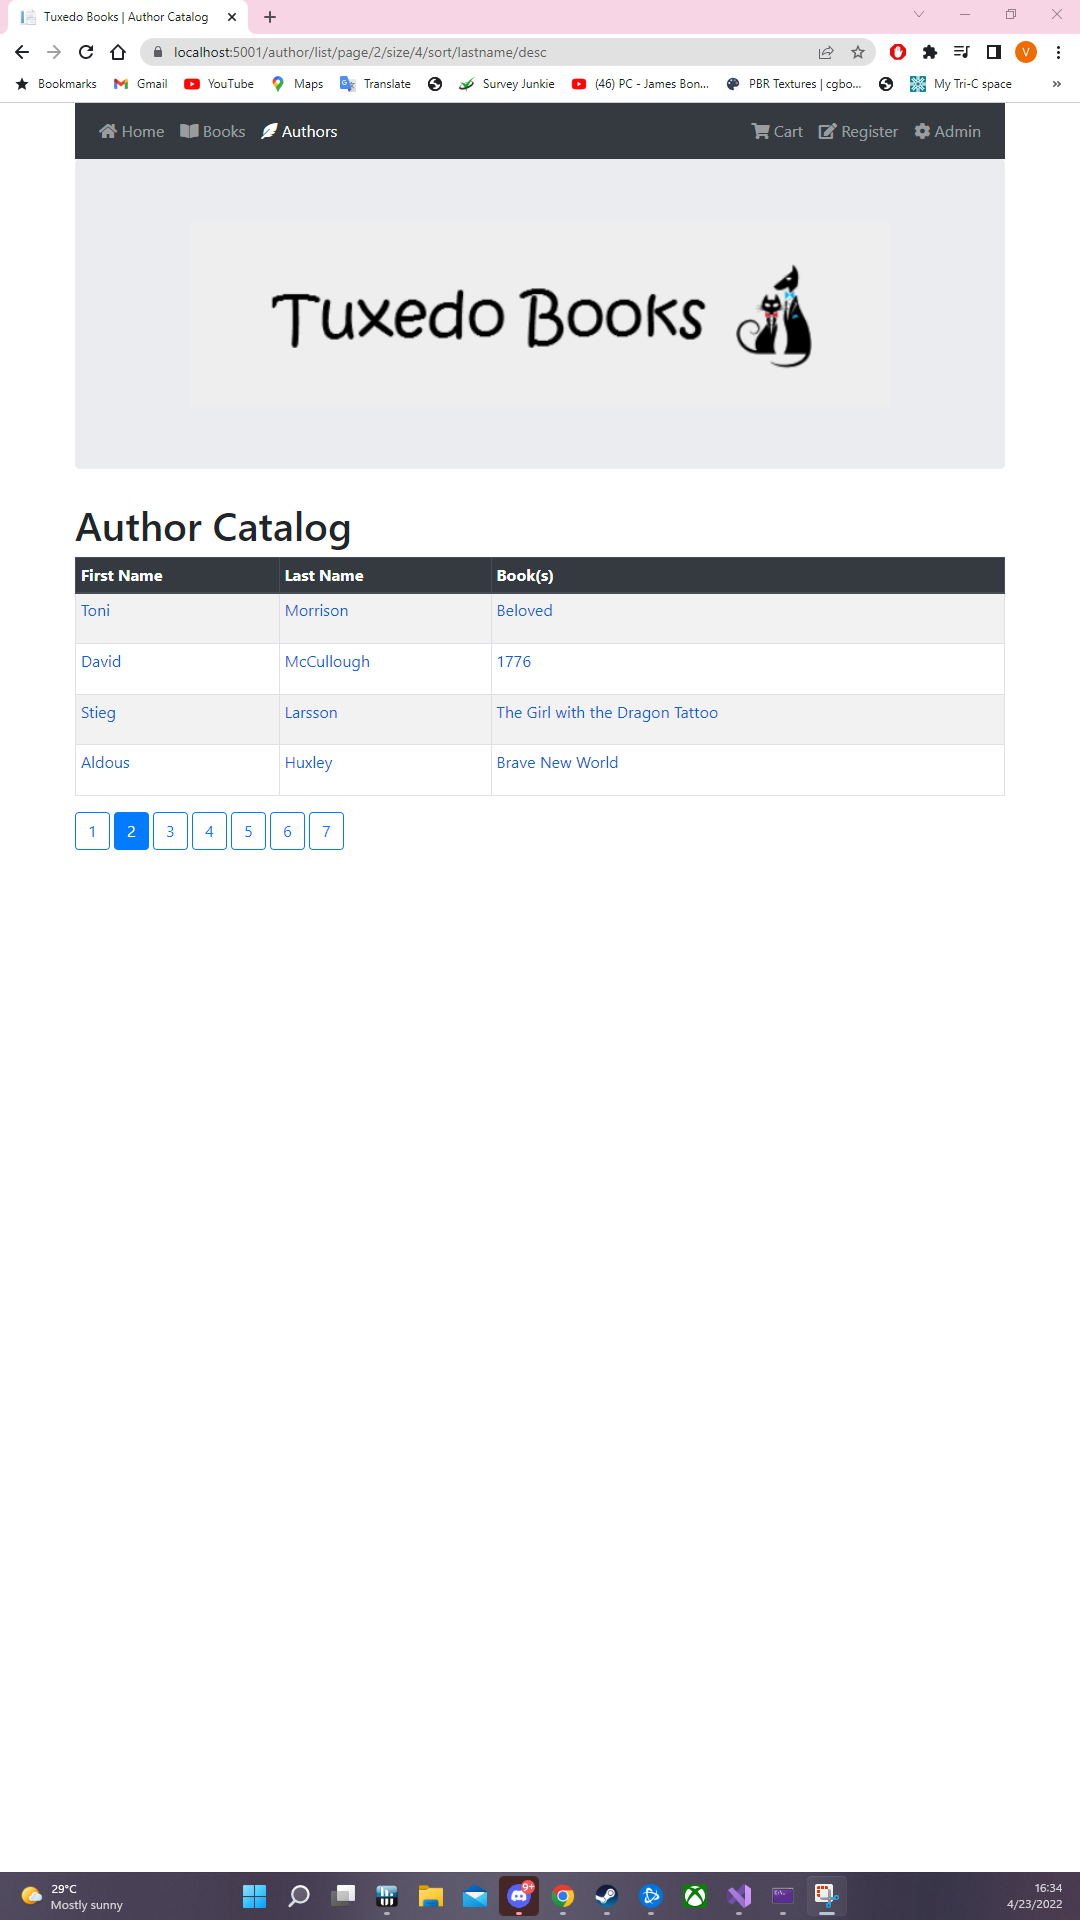 Tuxedo Books | Author Catalog
localhost:5001/author/list/page/2/size/4/sort/lastname/desc
V
Bookmarks Gmail YouTube Maps Translate Survey Junkie (46) PC - James Bon... PBR Textures | cgbo... My Tri-C space »
Home Books Authors Cart Register Admin
Tuxedo Books
Author Catalog
First Name Last Name Book(s)
Toni Morrison Beloved
David McCullough 1776
Stieg Larsson The Girl with the Dragon Tattoo
Aldous Huxley Brave New World
1 2 3 4 5 6 7
29°C
Mostly sunny
9+
16:34
4/23/2022